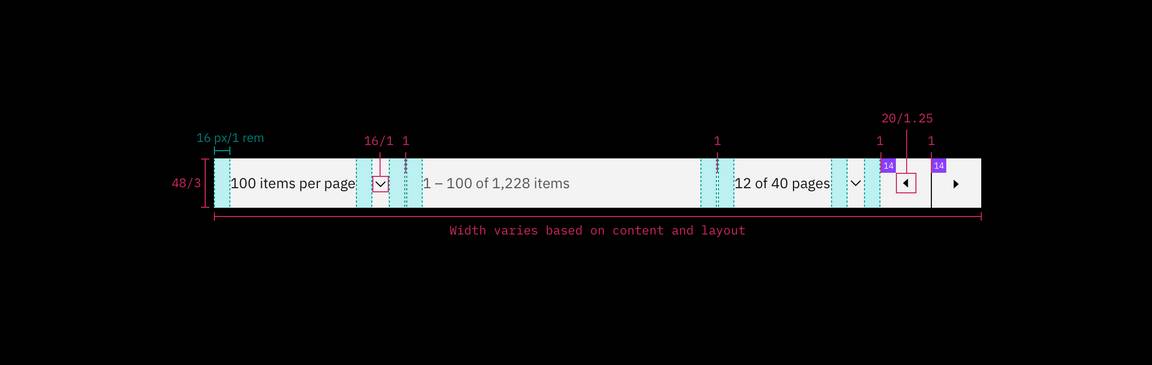 20/1.25
16 px/1 rem
16/1 1 1 1 1
48/3 100 items per page 1 – 100 of 1,228 items 12 of 40 pages 14 14
Width varies based on content and layout